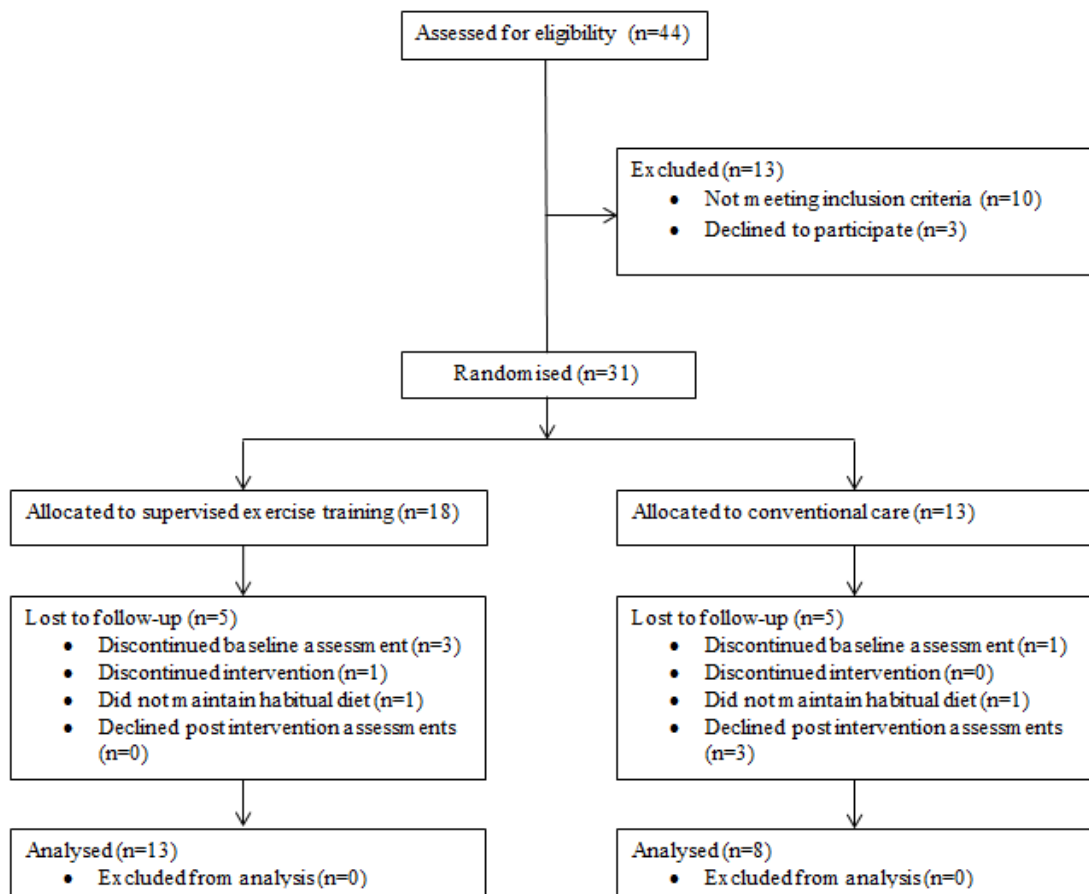 Assessed for eligibility (n=44)
Excluded (n=13)
• Not meeting inclusion criteria (n=10)
• Declined to participate (n=3)
Randomised (n=31)
Allocated to supervised exercise training (n=18)
Allocated to conventional care (n=13)
Lost to follow-up (n=5)
• Discontinued baseline assessment (n=3)
• Discontinued intervention (n=1)
• Did not maintain habitual diet (n=1)
• Declined post intervention assessments
(n=0)
Lost to follow-up (n=5)
• Discontinued baseline assessment (n=1)
• Discontinued intervention (n=0)
• Did not maintain habitual diet (n=1)
• Declined post intervention assessments
(n=3)
Analysed (n=13)
• Excluded from analysis (n=0)
Analysed (n=8)
• Excluded from analysis (n=0)